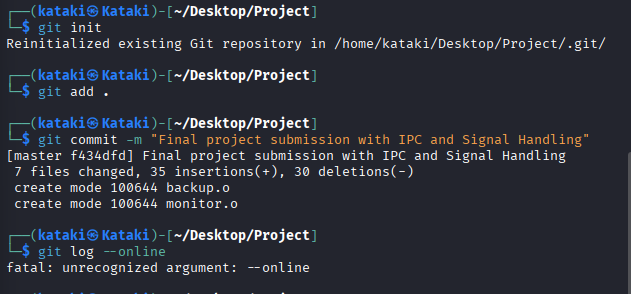 ┌──(kataki㉿Kataki)-[~/Desktop/Project]
└─$ git init
Reinitialized existing Git repository in /home/kataki/Desktop/Project/.git/
┌──(kataki㉿Kataki)-[~/Desktop/Project]
└─$ git add .
┌──(kataki㉿Kataki)-[~/Desktop/Project]
└─$ git commit -m "Final project submission with IPC and Signal Handling"
[master f434dfd] Final project submission with IPC and Signal Handling
 7 files changed, 35 insertions(+), 30 deletions(-)
 create mode 100644 backup.o
 create mode 100644 monitor.o
┌──(kataki㉿Kataki)-[~/Desktop/Project]
└─$ git log --online
fatal: unrecognized argument: --online